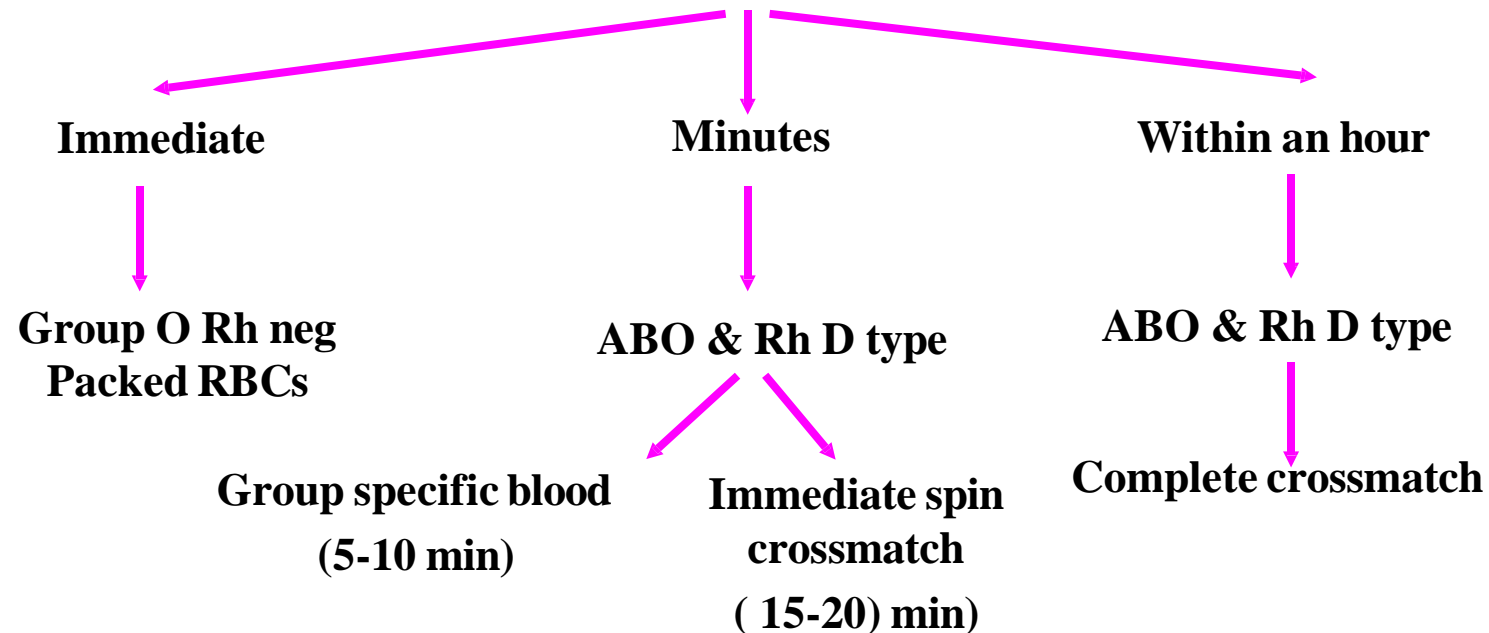 Immediate
Minutes
Within an hour
Group O Rh neg
Packed RBCs
ABO & Rh D type
ABO & Rh D type
Group specific blood
(5-10 min)
Immediate spin
crossmatch
( 15-20) min)
Complete crossmatch